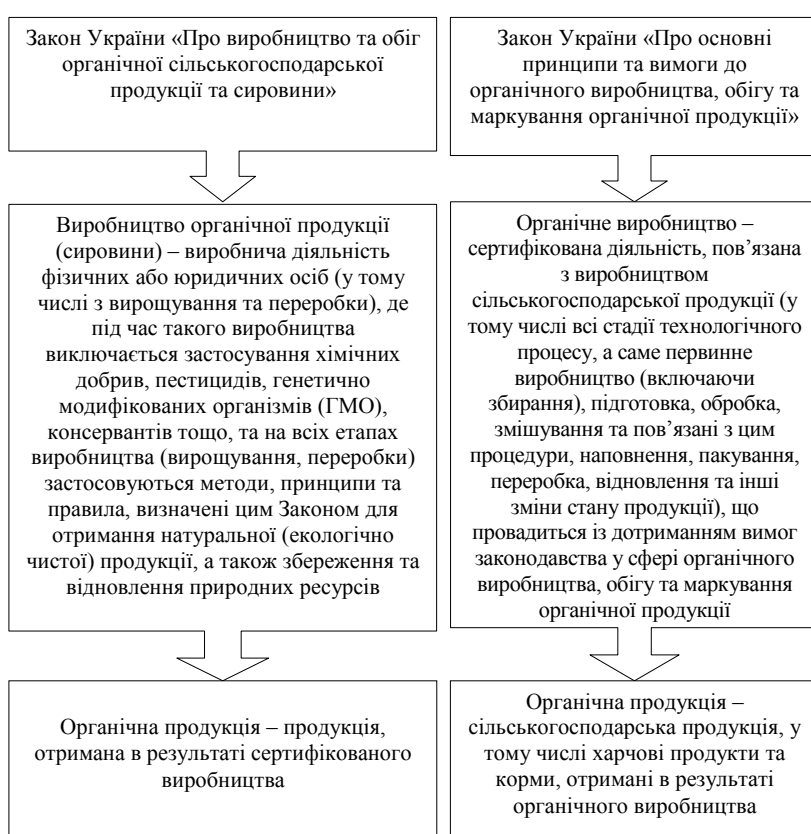 Закон України «Про виробництво та обіг
органічної сільськогосподарської
продукції та сировини»
Закон України «Про основні
принципи та вимоги до
органічного виробництва, обігу та
маркування органічної продукції»
Виробництво органічної продукції
(сировини) – виробнича діяльність
фізичних або юридичних осіб (у тому
числі з вирощування та переробки), де
під час такого виробництва
виключається застосування хімічних
добрив, пестицидів, генетично
модифікованих організмів (ГМО),
консервантів тощо, та на всіх етапах
виробництва (вирощування, переробки)
застосовуються методи, принципи та
правила, визначені цим Законом для
отримання натуральної (екологічно
чистої) продукції, а також збереження та
відновлення природних ресурсів
Органічне виробництво –
сертифікована діяльність, пов’язана
з виробництвом
сільськогосподарської продукції (у
тому числі всі стадії технологічного
процесу, а саме первинне
виробництво (включаючи
збирання), підготовка, обробка,
змішування та пов’язані з цим
процедури, наповнення, пакування,
переробка, відновлення та інші
зміни стану продукції), що
провадиться із дотриманням вимог
законодавства у сфері органічного
виробництва, обігу та маркування
органічної продукції
Органічна продукція – продукція,
отримана в результаті сертифікованого
виробництва
Органічна продукція –
сільськогосподарська продукція, у
тому числі харчові продукти та
корми, отримані в результаті
органічного виробництва